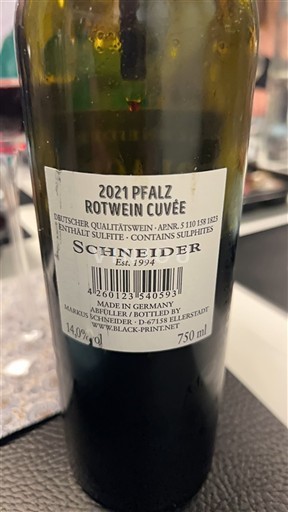 2021 PFALZ
ROTWEIN CUVÉE
DEUTSCHER QUALITÄTSWEIN · AP.NR. 5 110 158 1823
ENTHÄLT SULFITE · CONTAINS SULPHITES
SCHNEIDER
Est. 1994
4 260123 540593
MADE IN GERMANY
ABFÜLLER / BOTTLED BY
MARKUS SCHNEIDER · D-67158 ELLERSTADT
WWW.BLACK-PRINT.NET
14,0% vol 750 ml